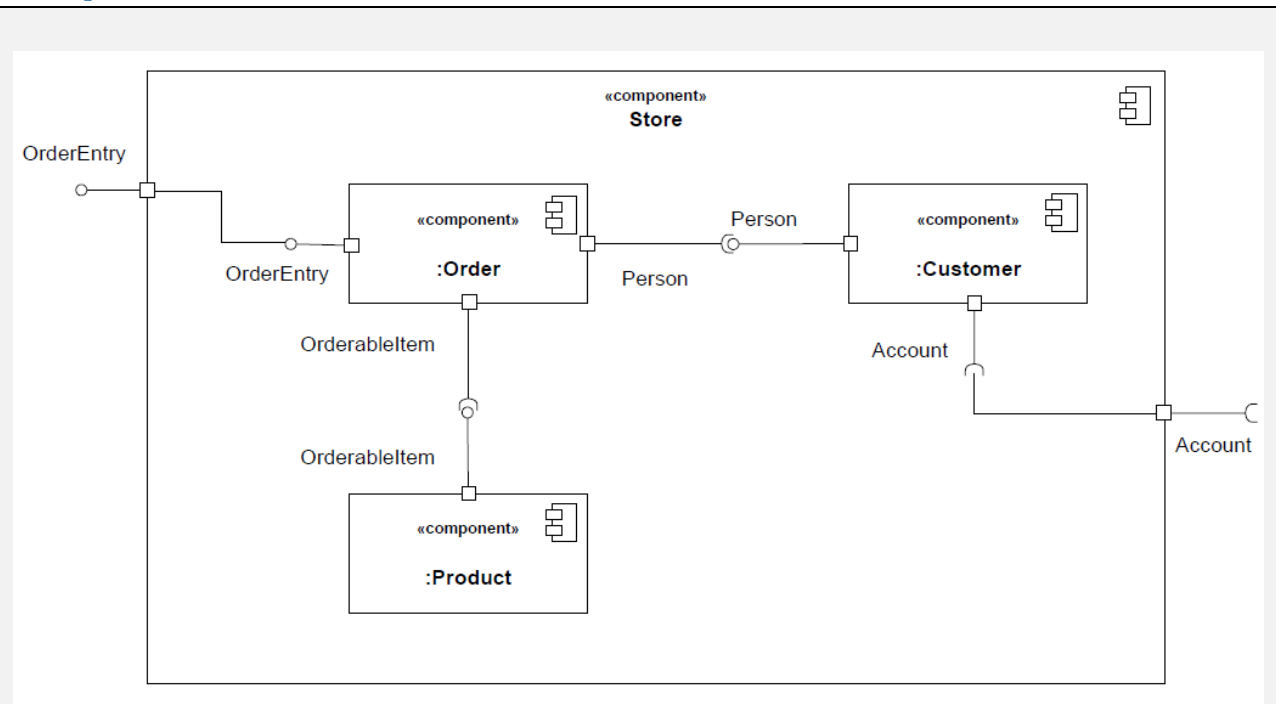 «component»
Store
OrderEntry
«component»
:Order
Person
«component»
:Customer
OrderEntry
Person
OrderableItem
Account
OrderableItem
Account
«component»
:Product